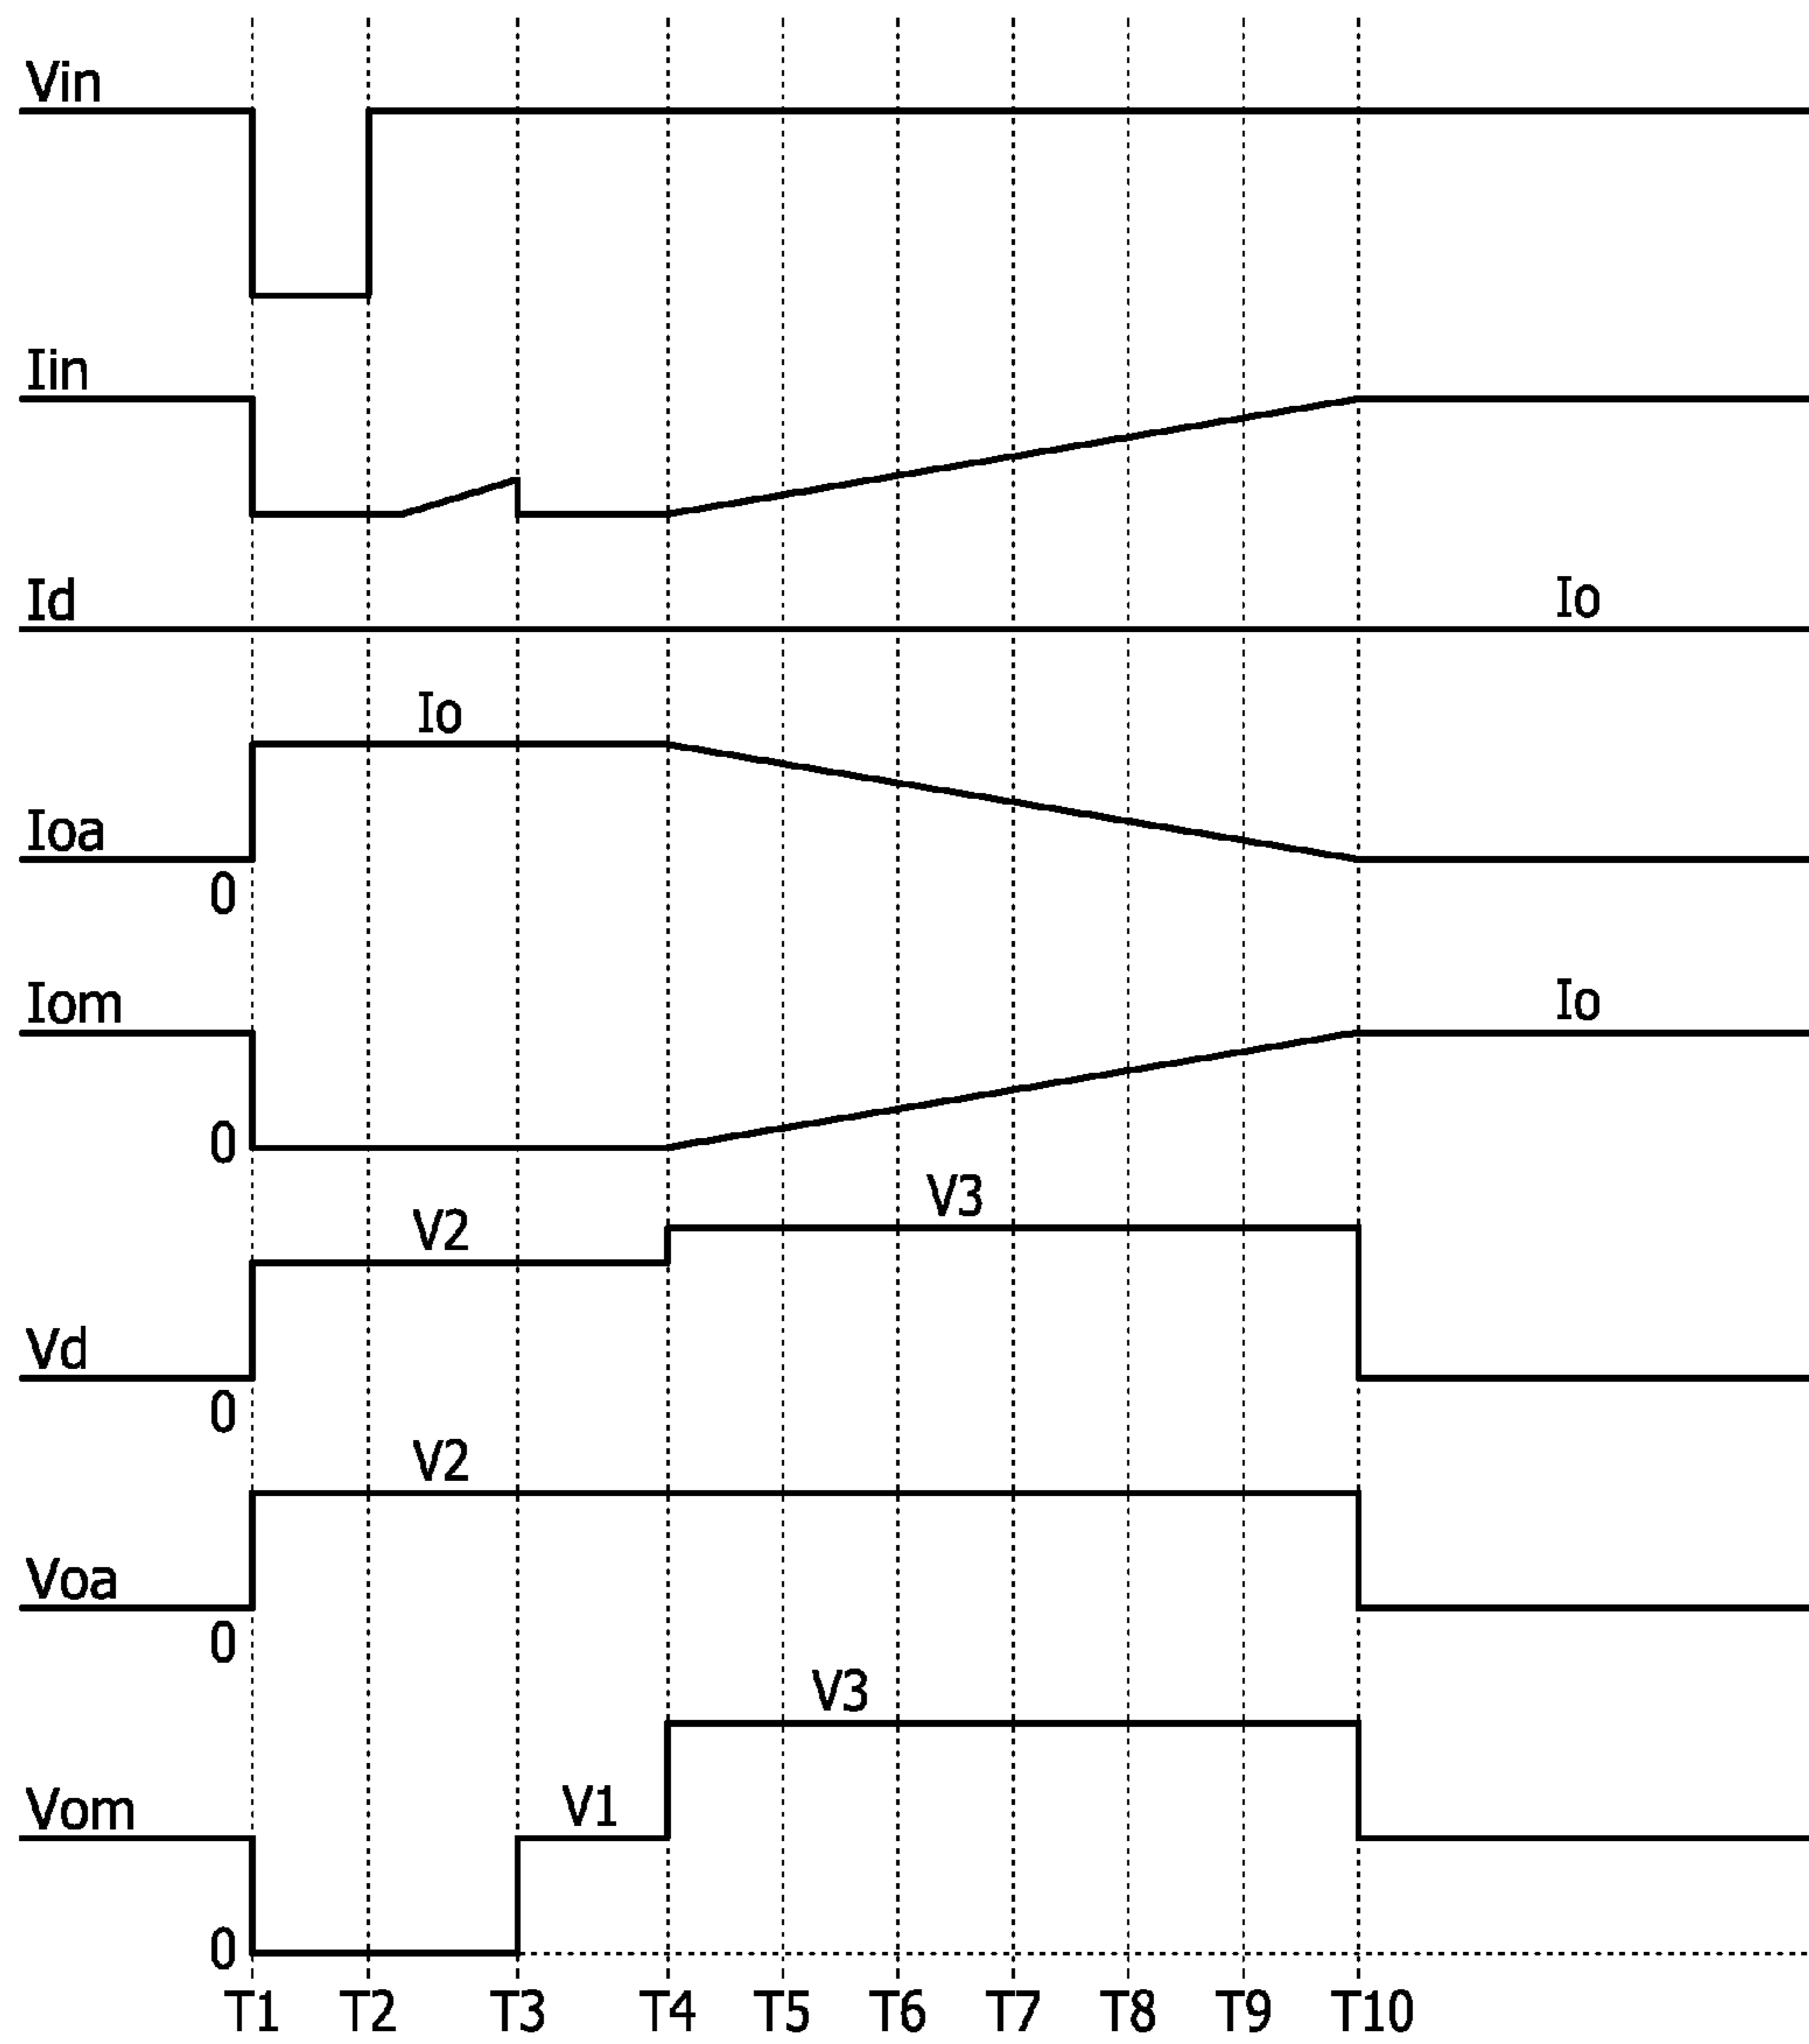 Vin
Iin
Id
Io
Io
Ioa
0
Iom
Io
0
V3
V2
Vd
0
V2
Voa
0
V3
V1
Vom
0
T1 T2 T3 T4 T5 T6 T7 T8 T9 T10